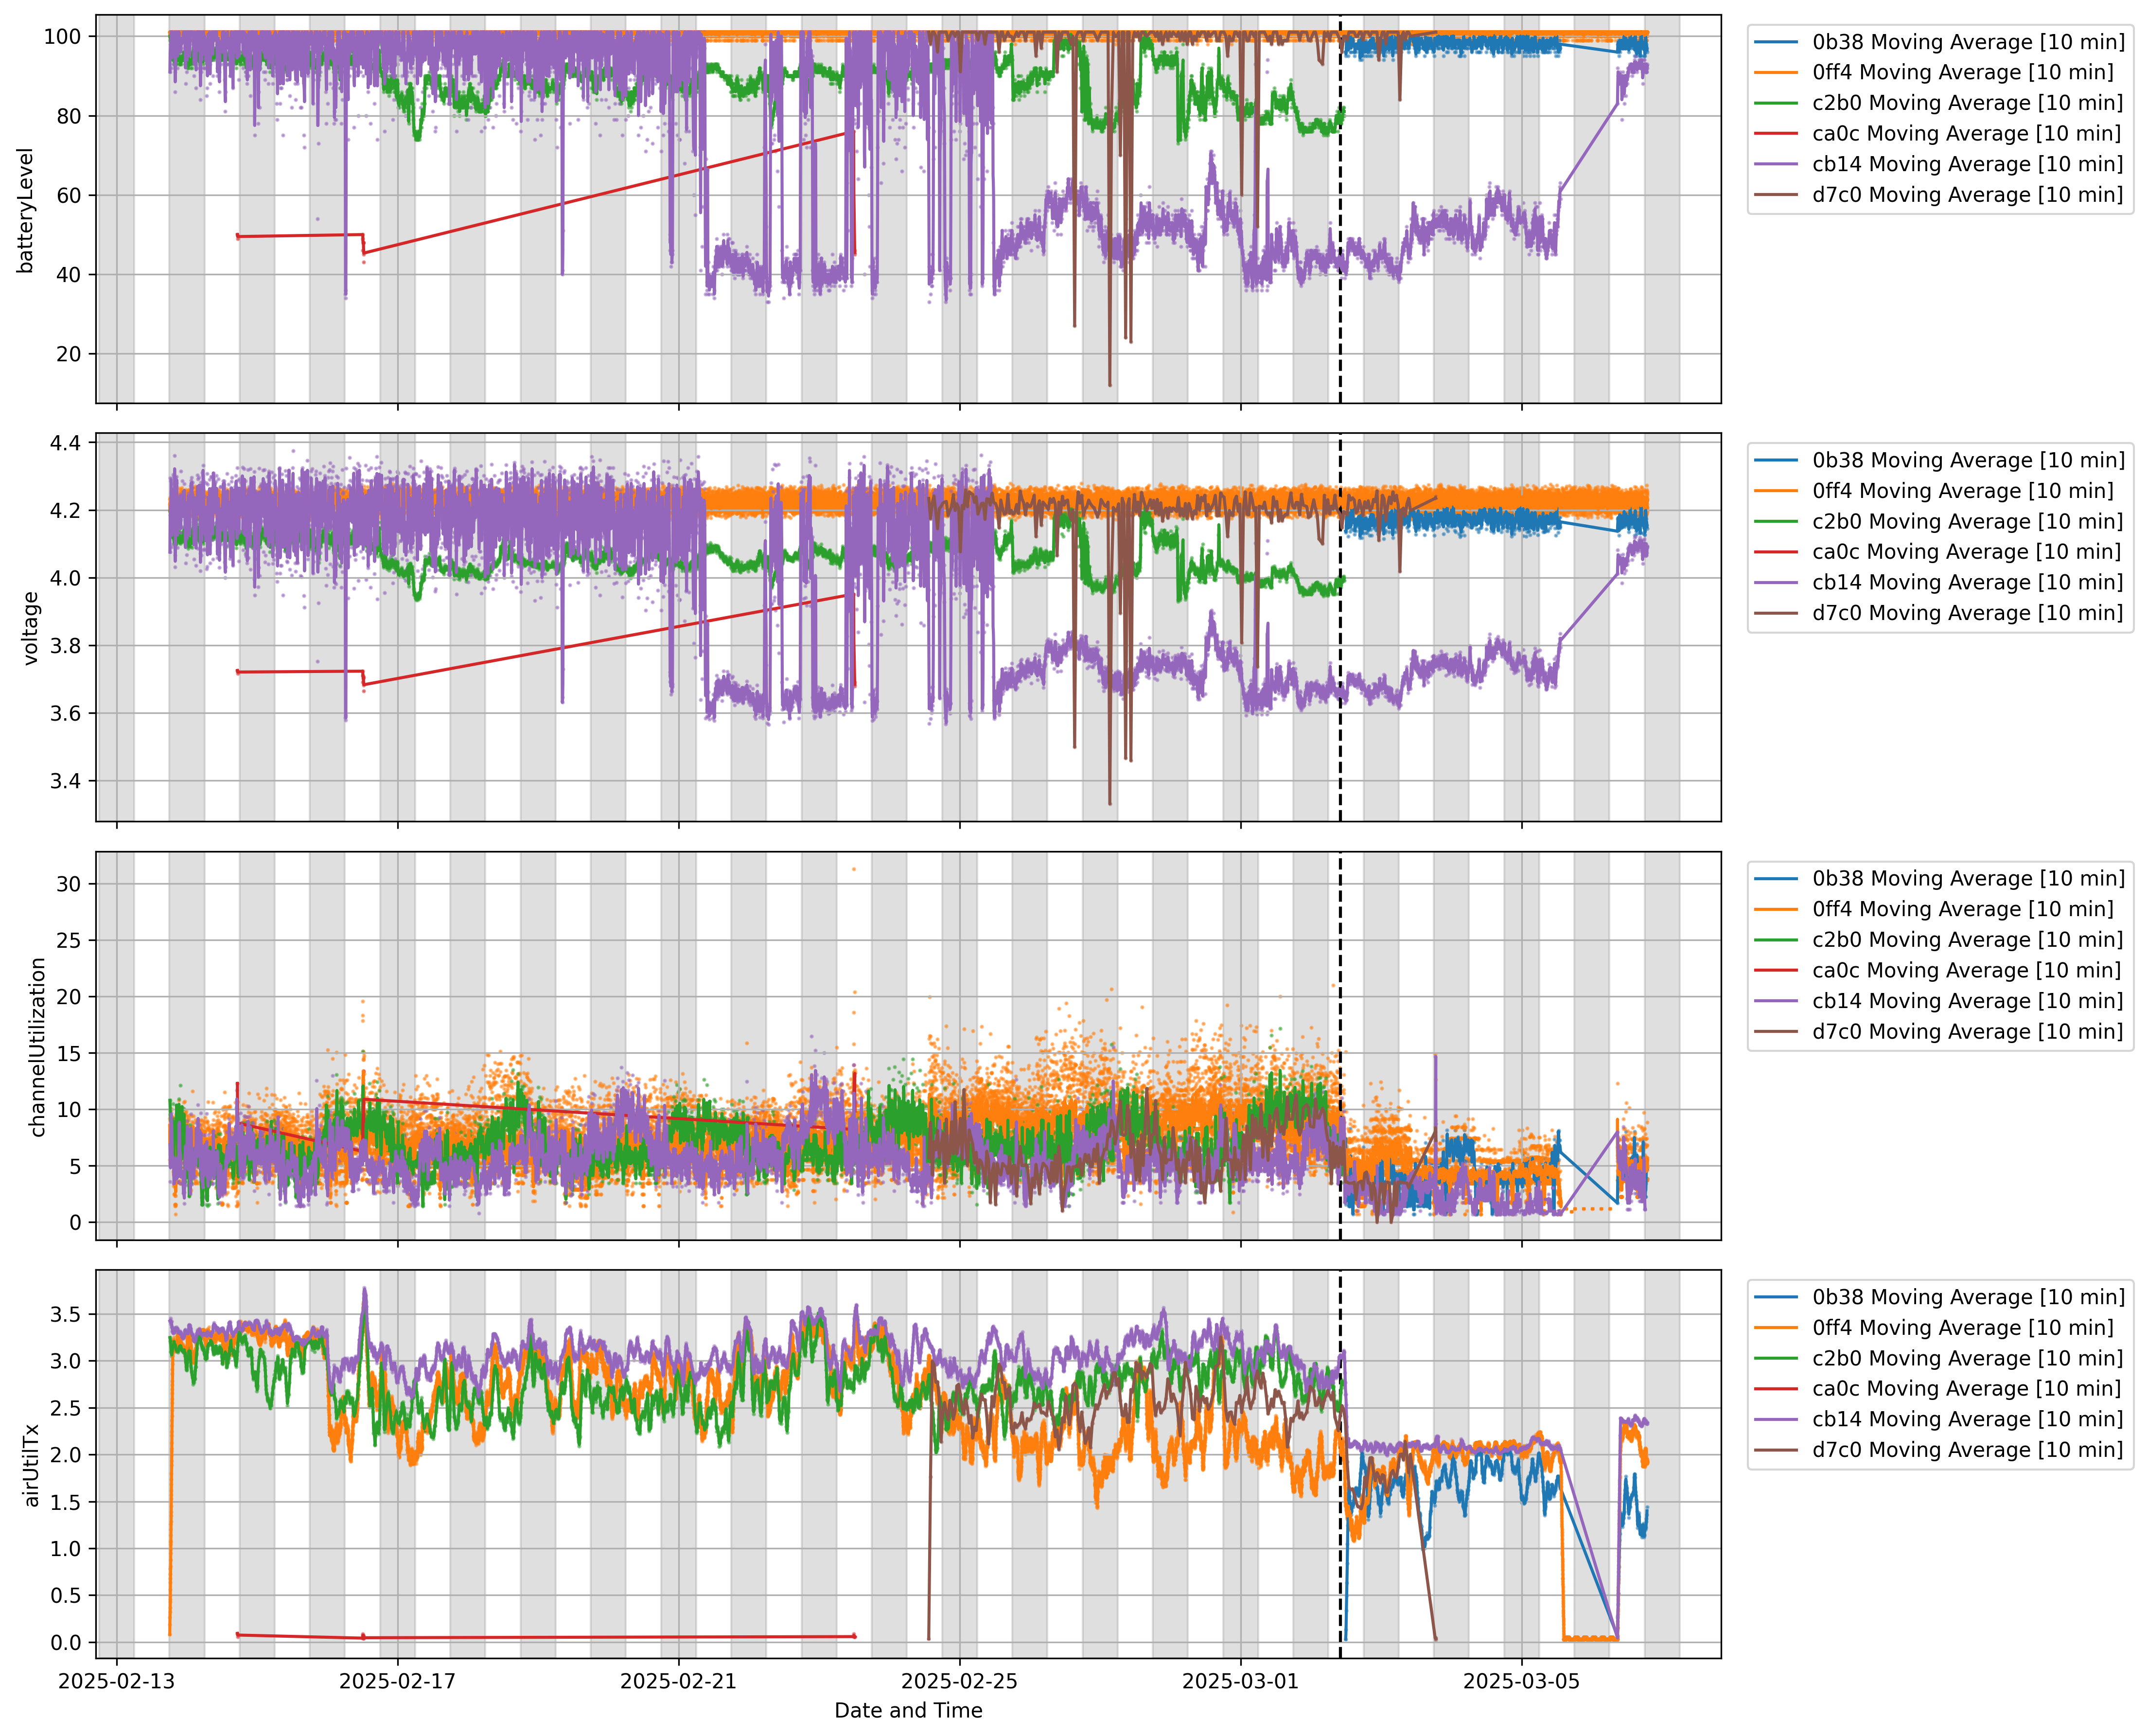 batteryLevel
100
80
60
40
20
0b38 Moving Average [10 min]
0ff4 Moving Average [10 min]
c2b0 Moving Average [10 min]
ca0c Moving Average [10 min]
cb14 Moving Average [10 min]
d7c0 Moving Average [10 min]
voltage
4.4
4.2
4.0
3.8
3.6
3.4
0b38 Moving Average [10 min]
0ff4 Moving Average [10 min]
c2b0 Moving Average [10 min]
ca0c Moving Average [10 min]
cb14 Moving Average [10 min]
d7c0 Moving Average [10 min]
channelUtilization
30
25
20
15
10
5
0
0b38 Moving Average [10 min]
0ff4 Moving Average [10 min]
c2b0 Moving Average [10 min]
ca0c Moving Average [10 min]
cb14 Moving Average [10 min]
d7c0 Moving Average [10 min]
airUtilTx
3.5
3.0
2.5
2.0
1.5
1.0
0.5
0.0
0b38 Moving Average [10 min]
0ff4 Moving Average [10 min]
c2b0 Moving Average [10 min]
ca0c Moving Average [10 min]
cb14 Moving Average [10 min]
d7c0 Moving Average [10 min]
2025-02-13 2025-02-17 2025-02-21 2025-02-25 2025-03-01 2025-03-05
Date and Time